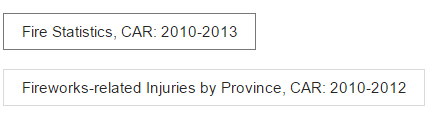 Fire Statistics, CAR: 2010-2013
Fireworks-related Injuries by Province, CAR: 2010-2012